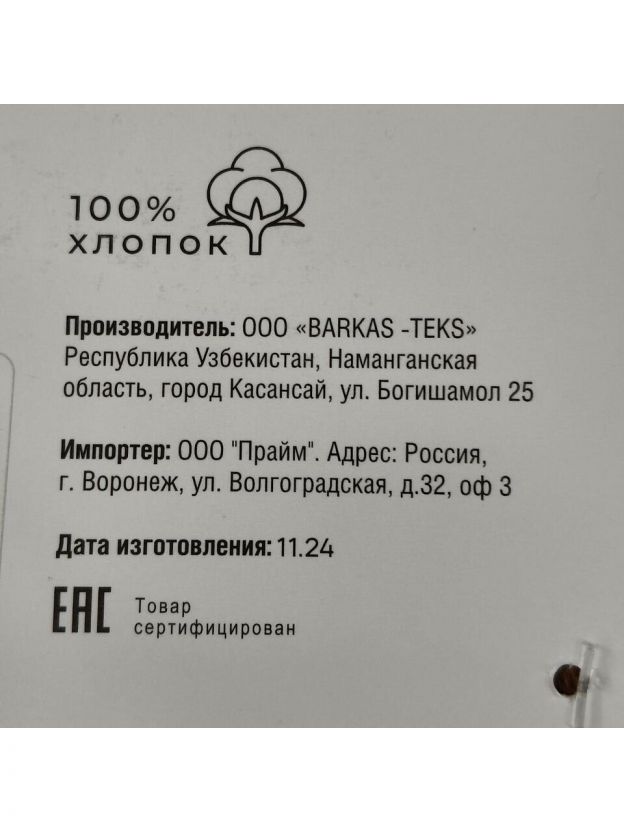 100%
ХЛОПОК
Производитель: ООО «BARKAS -TEKS»
Республика Узбекистан, Наманганская
область, город Касансай, ул. Богишамол 25
Импортер: ООО "Прайм". Адрес: Россия,
г. Воронеж, ул. Волгоградская, д.32, оф 3
Дата изготовления: 11.24
EAC Товар
сертифицирован